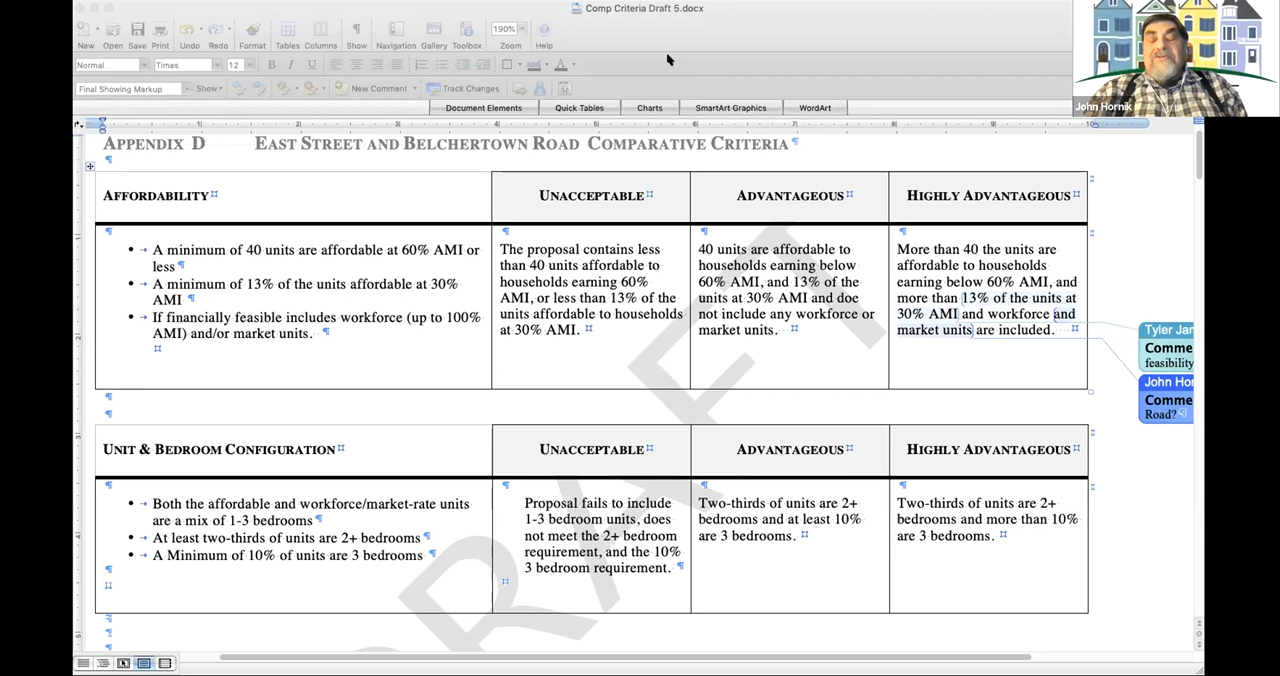 Comp Criteria Draft 5.docx
New Open Save Print Undo Redo Format Tables Columns Show Navigation Gallery Toolbox 190% Zoom Help
Normal Times 12 B I U A
Final Showing Markup Show New Comment Track Changes
Document Elements Quick Tables Charts SmartArt Graphics WordArt
John Hornik
APPENDIX D EAST STREET AND BELCHERTOWN ROAD COMPARATIVE CRITERIA
AFFORDABILITY
• A minimum of 40 units are affordable at 60% AMI or
less
• A minimum of 13% of the units affordable at 30%
AMI
• If financially feasible includes workforce (up to 100%
AMI) and/or market units.
UNACCEPTABLE
The proposal contains less
than 40 units affordable to
households earning 60%
AMI, or less than 13% of the
units affordable to households
at 30% AMI.
ADVANTAGEOUS
40 units are affordable to
households earning below
60% AMI, and 13% of the
units at 30% AMI and doe
not include any workforce or
market units.
HIGHLY ADVANTAGEOUS
More than 40 the units are
affordable to households
earning below 60% AMI, and
more than 13% of the units at
30% AMI and workforce and
market units are included.
Tyler Jan
Comme
feasibility
John Hor
Comme
Road?
UNIT & BEDROOM CONFIGURATION
• Both the affordable and workforce/market-rate units
are a mix of 1-3 bedrooms
• At least two-thirds of units are 2+ bedrooms
• A Minimum of 10% of units are 3 bedrooms
UNACCEPTABLE
Proposal fails to include
1-3 bedroom units, does
not meet the 2+ bedroom
requirement, and the 10%
3 bedroom requirement.
ADVANTAGEOUS
Two-thirds of units are 2+
bedrooms and at least 10%
are 3 bedrooms.
HIGHLY ADVANTAGEOUS
Two-thirds of units are 2+
bedrooms and more than 10%
are 3 bedrooms.
DRAFT